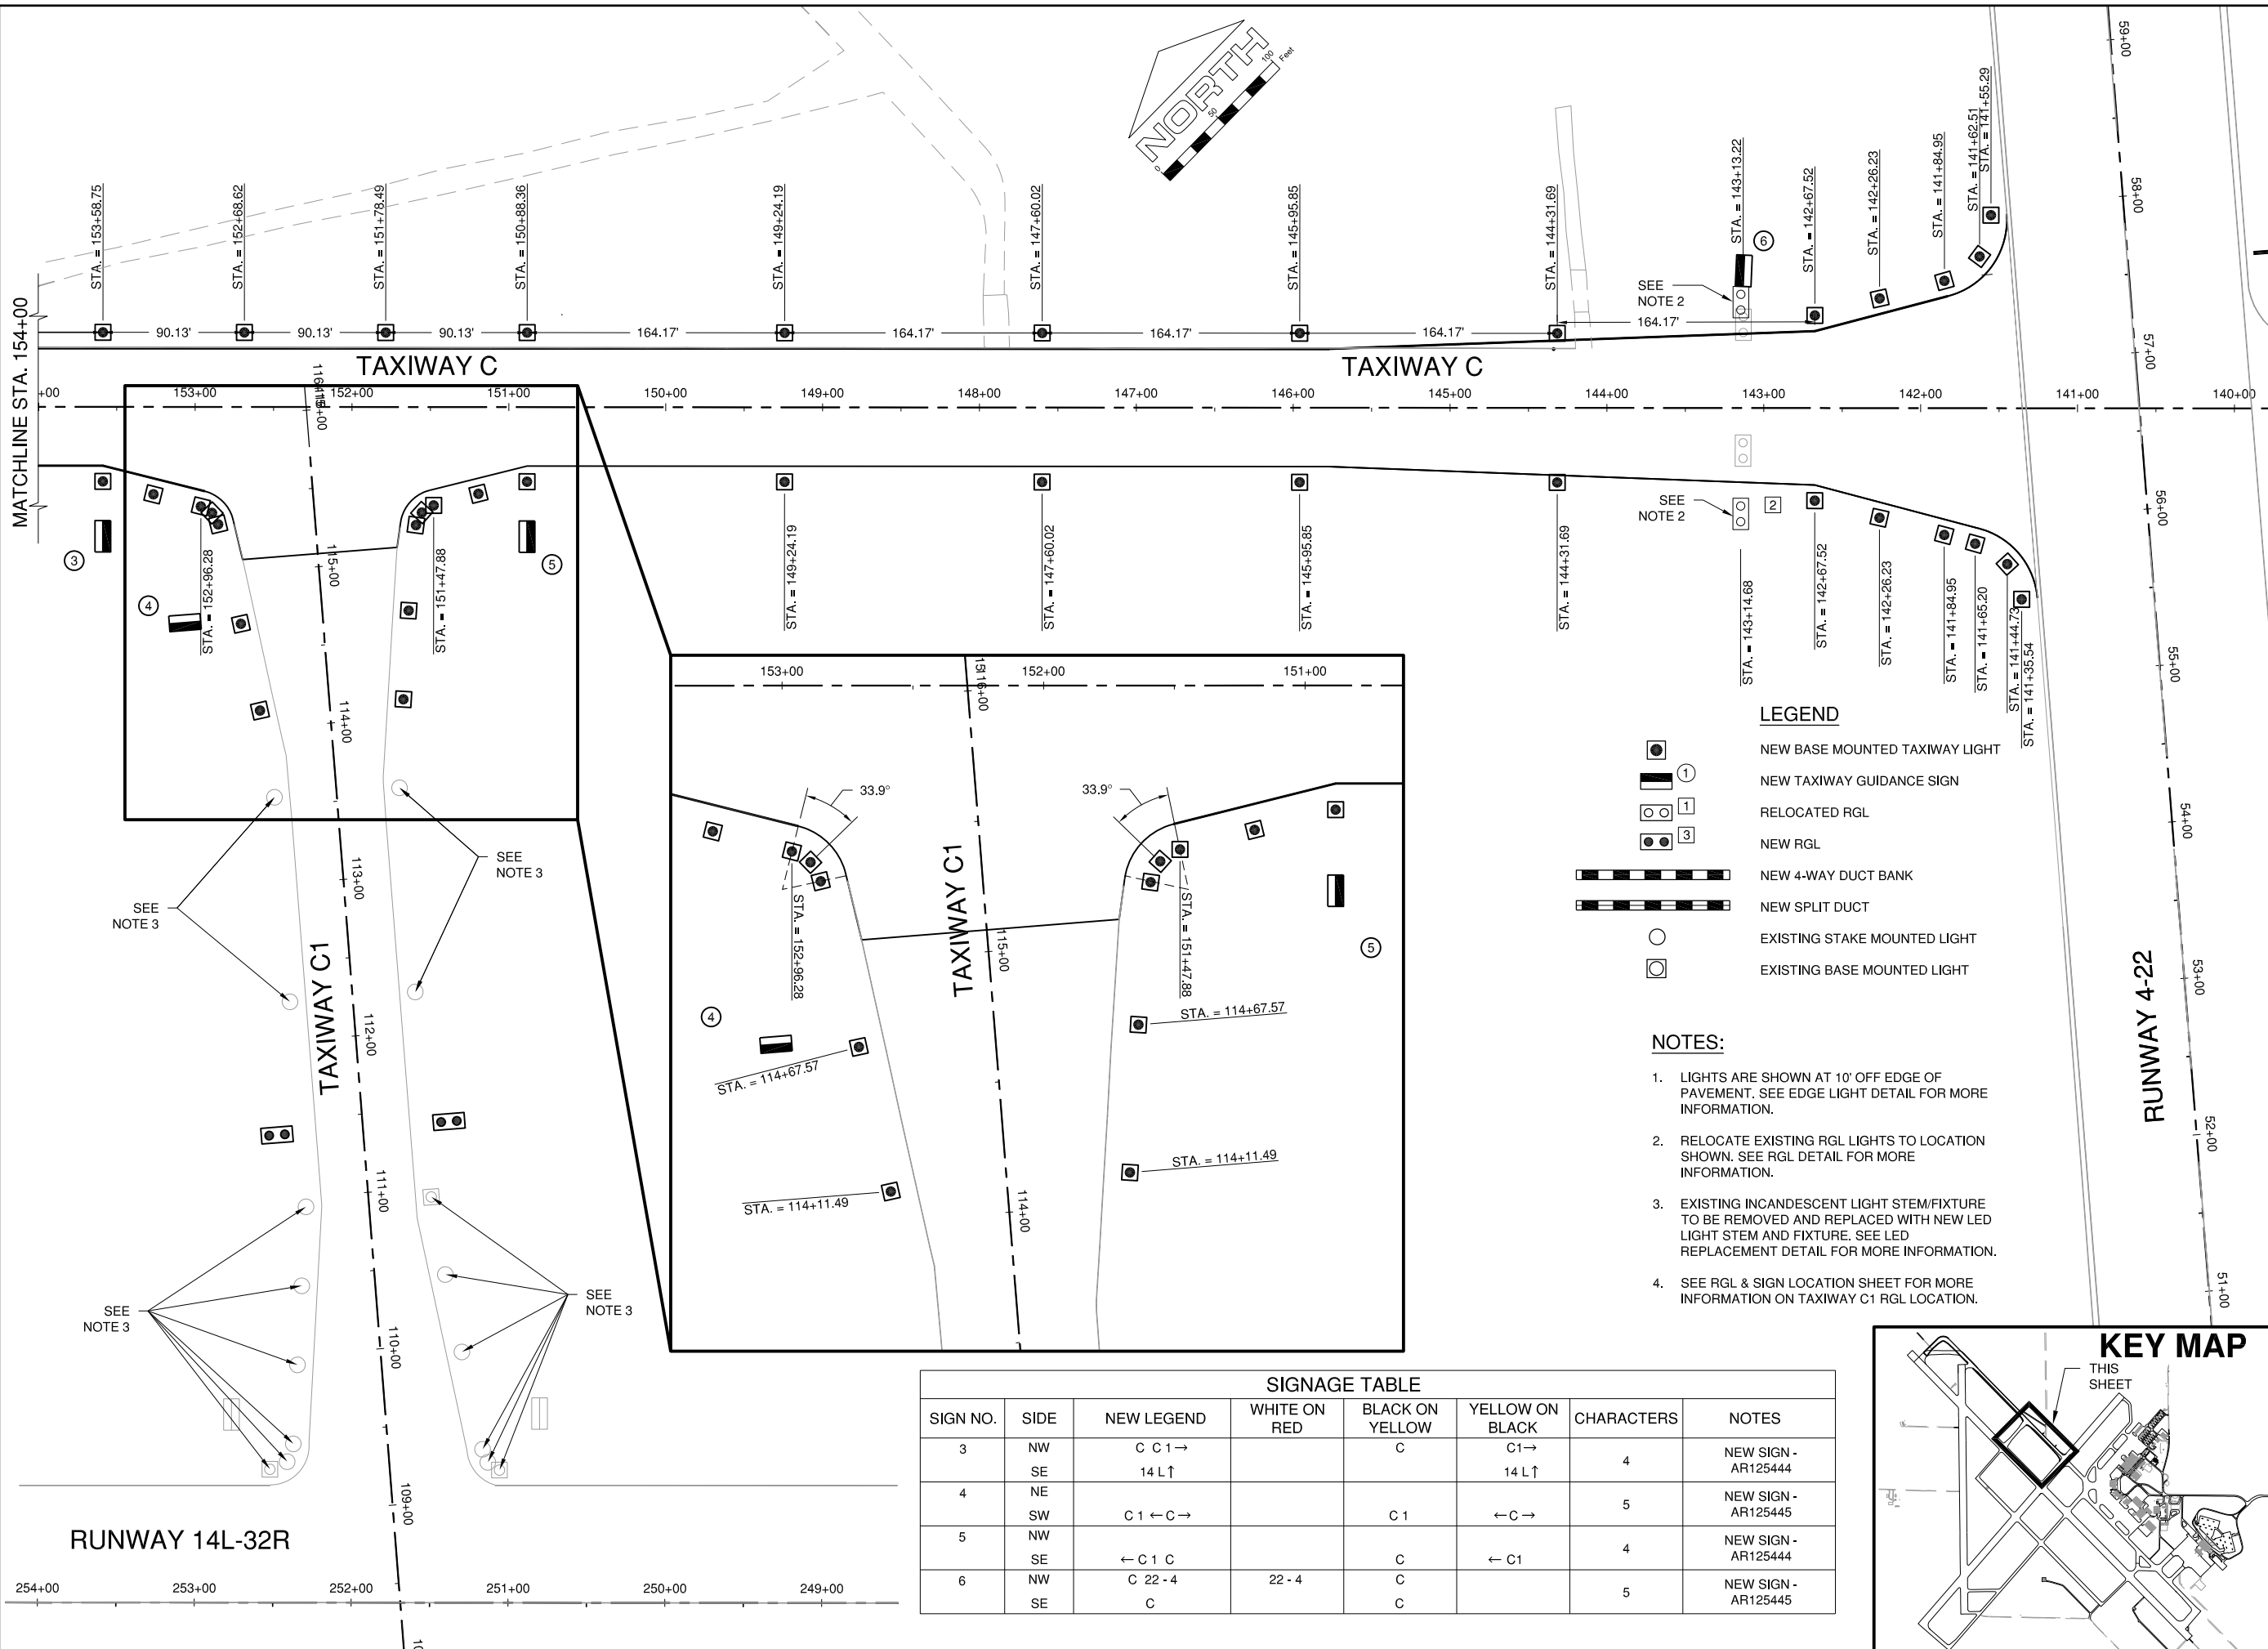 NORTH
0
50
100
Feet
MATCHLINE STA. 154+00
STA. = 153+58.75
STA. = 152+68.62
STA. = 151+78.49
STA. = 150+88.36
STA. = 149+24.19
STA. = 147+60.02
STA. = 145+95.85
STA. = 144+31.69
STA. = 143+13.22
STA. = 142+67.52
STA. = 142+26.23
STA. = 141+84.95
STA. = 141+62.51
STA. = 141+55.29
6
SEE
NOTE 2
90.13'
90.13'
90.13'
164.17'
164.17'
164.17'
164.17'
164.17'
TAXIWAY C
TAXIWAY C
+00
153+00
152+00
151+00
150+00
149+00
148+00
147+00
146+00
145+00
144+00
143+00
142+00
141+00
140+00
59+00
58+00
57+00
56+00
55+00
54+00
53+00
52+00
51+00
RUNWAY 4-22
3
4
5
STA. = 152+96.28
STA. = 151+47.88
STA. = 149+24.19
STA. = 147+60.02
STA. = 145+95.85
STA. = 144+31.69
SEE
NOTE 2
2
STA. = 143+14.68
STA. = 142+67.52
STA. = 142+26.23
STA. = 141+84.95
STA. = 141+65.20
STA. = 141+44.73
STA. = 141+35.54
115+00
114+00
113+00
112+00
111+00
110+00
109+00
TAXIWAY C1
SEE
NOTE 3
SEE
NOTE 3
SEE
NOTE 3
SEE
NOTE 3
RUNWAY 14L-32R
254+00
253+00
252+00
251+00
250+00
249+00
153+00
152+00
151+00
33.9°
33.9°
TAXIWAY C1
STA. = 152+96.28
STA. = 151+47.88
115+00
114+00
4
5
STA. = 114+67.57
STA. = 114+67.57
STA. = 114+11.49
STA. = 114+11.49
LEGEND
NEW BASE MOUNTED TAXIWAY LIGHT
1 NEW TAXIWAY GUIDANCE SIGN
1 RELOCATED RGL
3 NEW RGL
NEW 4-WAY DUCT BANK
NEW SPLIT DUCT
EXISTING STAKE MOUNTED LIGHT
EXISTING BASE MOUNTED LIGHT
NOTES:
1. LIGHTS ARE SHOWN AT 10' OFF EDGE OF
PAVEMENT. SEE EDGE LIGHT DETAIL FOR MORE
INFORMATION.
2. RELOCATE EXISTING RGL LIGHTS TO LOCATION
SHOWN. SEE RGL DETAIL FOR MORE
INFORMATION.
3. EXISTING INCANDESCENT LIGHT STEM/FIXTURE
TO BE REMOVED AND REPLACED WITH NEW LED
LIGHT STEM AND FIXTURE. SEE LED
REPLACEMENT DETAIL FOR MORE INFORMATION.
4. SEE RGL & SIGN LOCATION SHEET FOR MORE
INFORMATION ON TAXIWAY C1 RGL LOCATION.
SIGNAGE TABLE
SIGN NO. SIDE NEW LEGEND WHITE ON RED BLACK ON YELLOW YELLOW ON BLACK CHARACTERS NOTES
3 NW C C 1→ C C1→ 4 NEW SIGN -
SE 14 L↑ 14 L↑ AR125444
4 NE 5 NEW SIGN -
SW C 1 ←C→ C 1 ←C→ AR125445
5 NW 4 NEW SIGN -
SE ←C 1 C C ← C1 AR125444
6 NW C 22 - 4 22 - 4 C 5 NEW SIGN -
SE C C AR125445
KEY MAP
THIS
SHEET